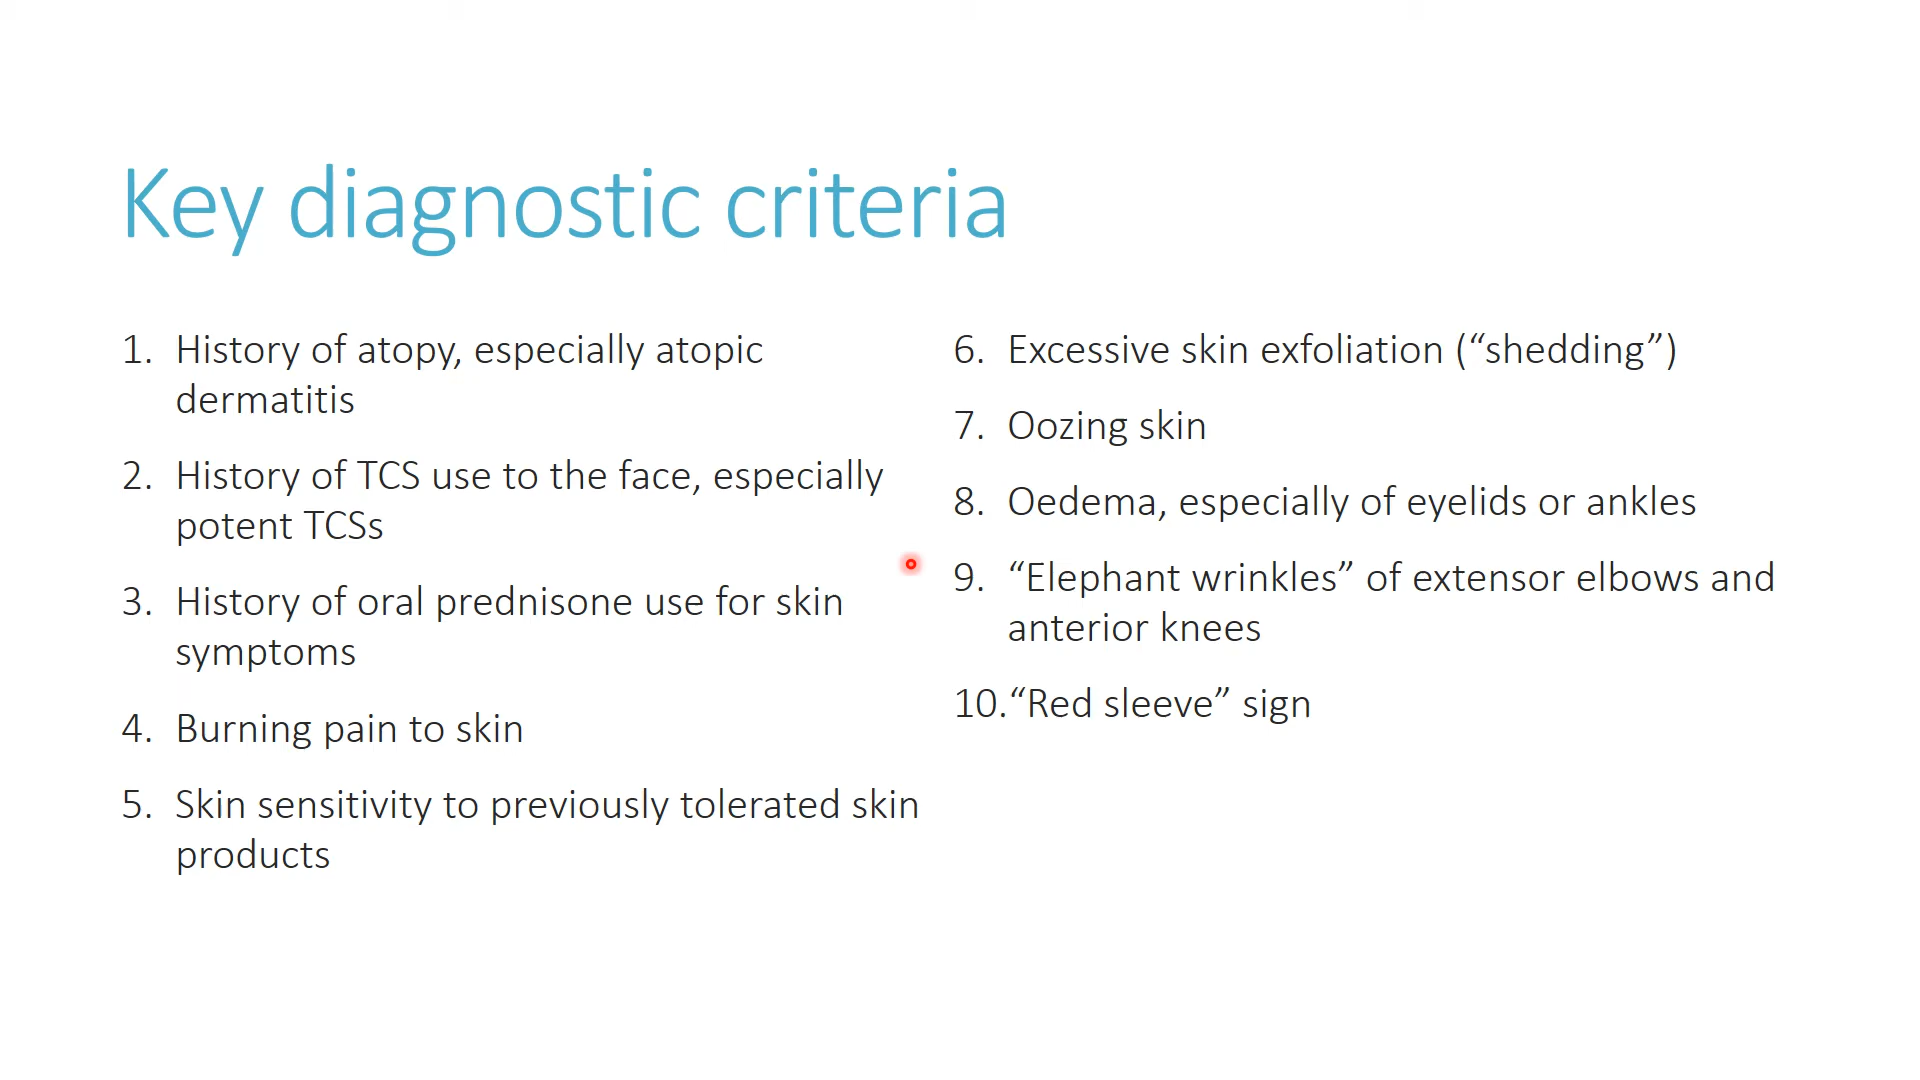 Key diagnostic criteria
1. History of atopy, especially atopic
dermatitis
2. History of TCS use to the face, especially
potent TCSs
3. History of oral prednisone use for skin
symptoms
4. Burning pain to skin
5. Skin sensitivity to previously tolerated skin
products
6. Excessive skin exfoliation (“shedding”)
7. Oozing skin
8. Oedema, especially of eyelids or ankles
9. “Elephant wrinkles” of extensor elbows and
anterior knees
10.“Red sleeve” sign